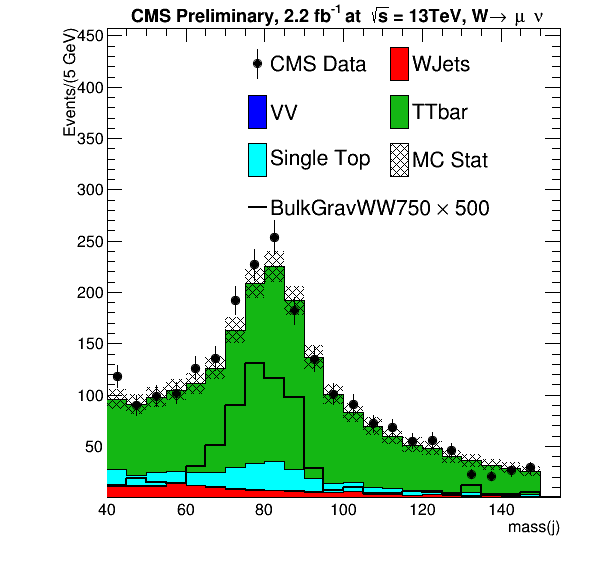 CMS Preliminary, 2.2 fb⁻¹ at √s = 13TeV, W→ μ ν
Events/(5 GeV)
450
400
350
300
250
200
150
100
50
CMS Data
WJets
VV
TTbar
Single Top
MC Stat
BulkGravWW750 × 500
40
60
80
100
120
140
mass(j)